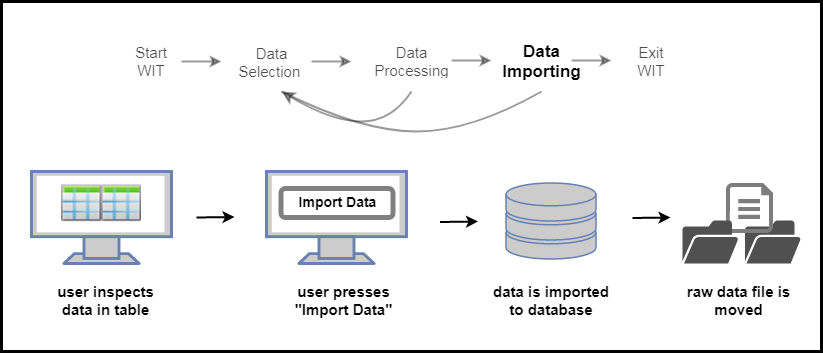 Start
WIT
Data
Selection
Data
Processing
Data
Importing
Exit
WIT
Import Data
user inspects
data in table
user presses
"Import Data"
data is imported
to database
raw data file is
moved